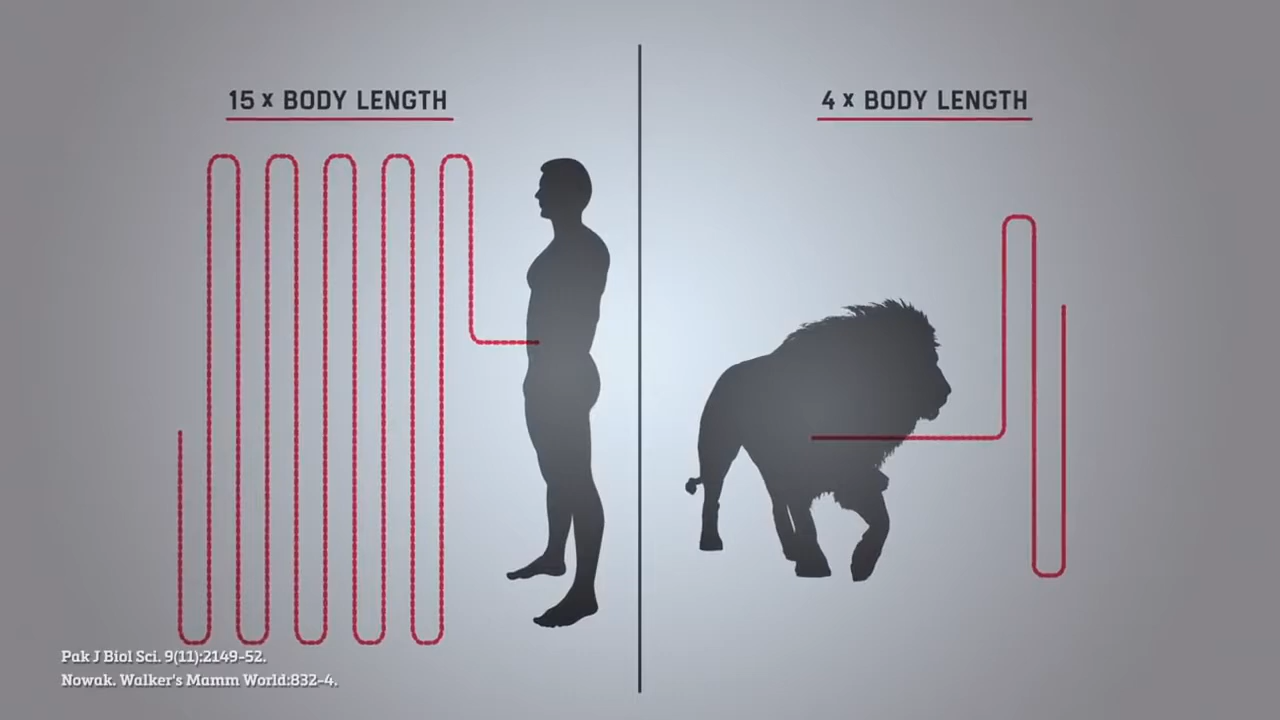 15 x BODY LENGTH
4 x BODY LENGTH
Pak J Biol Sci. 9(11):2149-52.
Nowak. Walker's Mamm World:832-4.